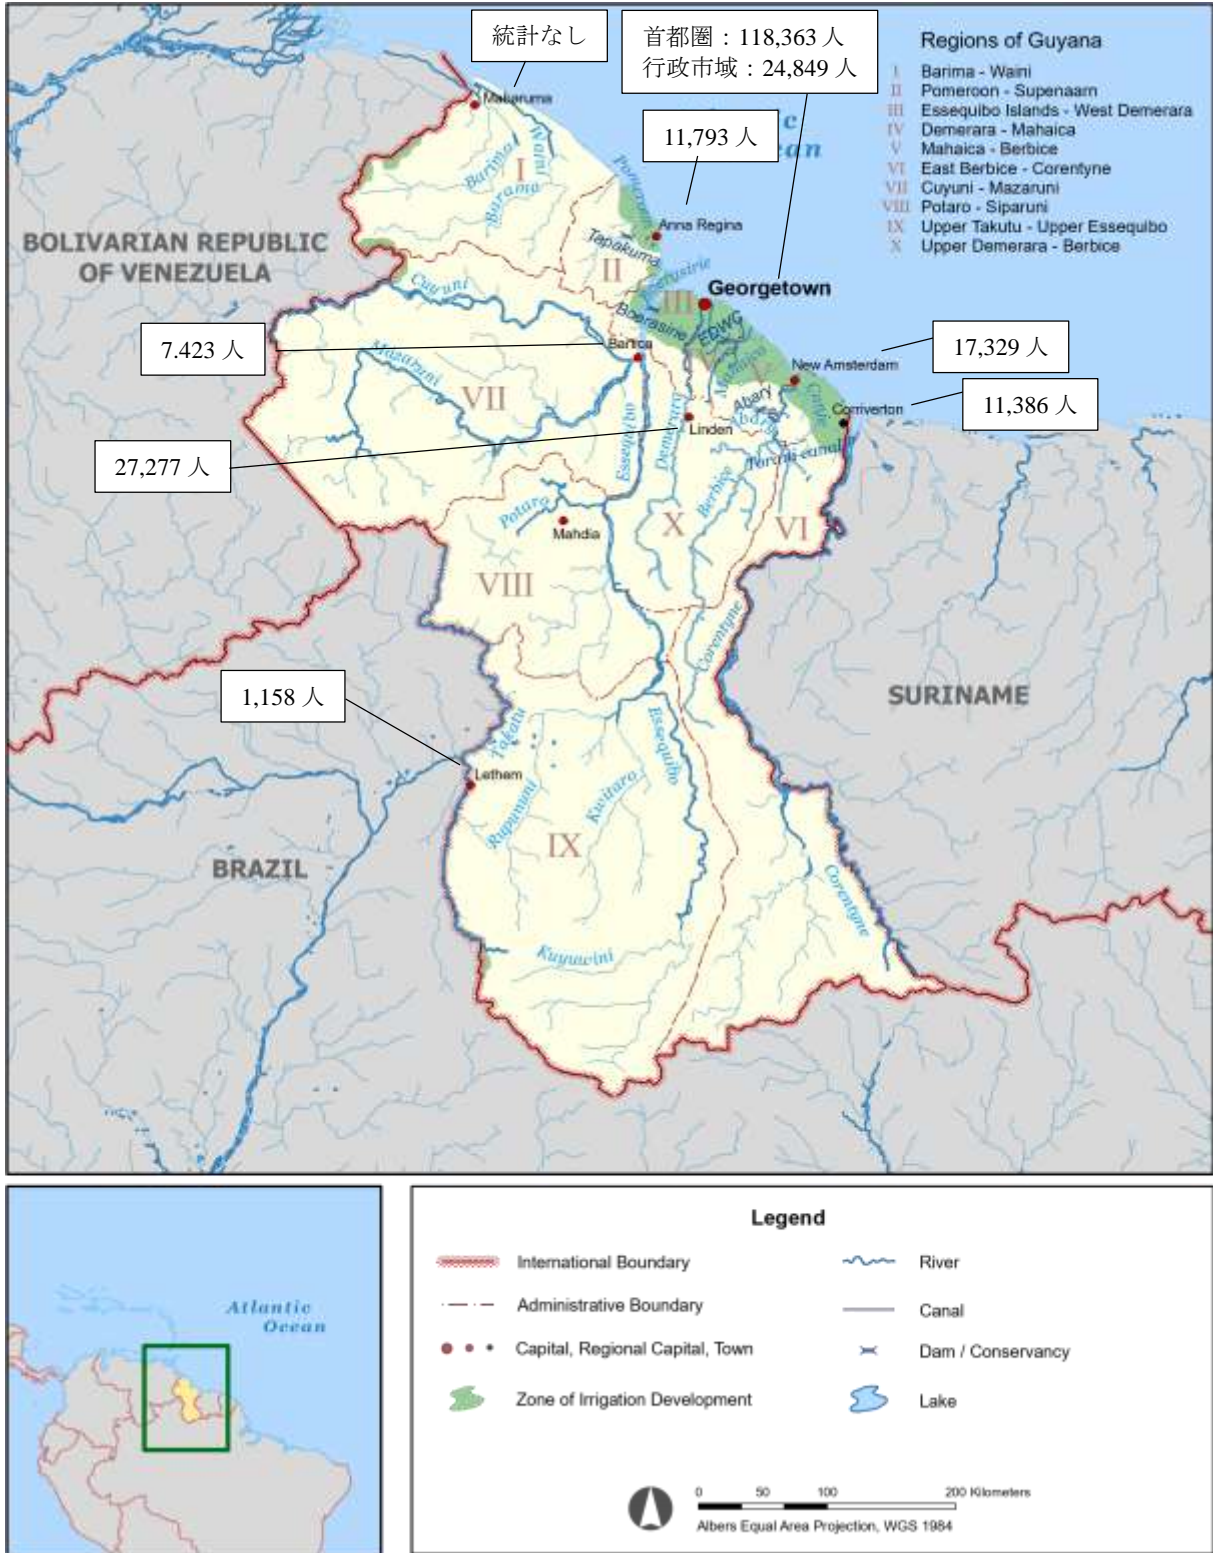 統計なし
首都圏：118,363 人
行政市域：24,849 人
Regions of Guyana
I Barima - Waini
II Pomeroon - Supenaam
III Essequibo Islands - West Demerara
IV Demerara - Mahaica
V Mahaica - Berbice
VI East Berbice - Corentyne
VII Cuyuni - Mazaruni
VIII Potaro - Siparuni
IX Upper Takutu - Upper Essequibo
X Upper Demerara - Berbice
Mabaruma
11,793 人
Waini
Barima
I
Barama
Pomeroon
Anna Regina
BOLIVARIAN REPUBLIC
OF VENEZUELA
Tapakuma
II
Cuyuni
III
Georgetown
Boerasirie
EDWC
7.423 人
Bartica
Mazaruni
17,329 人
New Amsterdam
VII
V
Mahaica
Abary
Canje
11,386 人
Corriverton
Linden
Essequibo
Demerara
27,277 人
Torani canal
Berbice
Potaro
Mahdia
X
VI
VIII
Corentyne
1,158 人
SURINAME
Takutu
Essequibo
Lethem
Rupununi
Kwitaro
IX
BRAZIL
Corentyne
Kuyuwini
Legend
International Boundary
River
Administrative Boundary
Canal
Capital, Regional Capital, Town
Dam / Conservancy
Zone of Irrigation Development
Lake
Atlantic
Ocean
0 50 100 200 Kilometers
Albers Equal Area Projection, WGS 1984